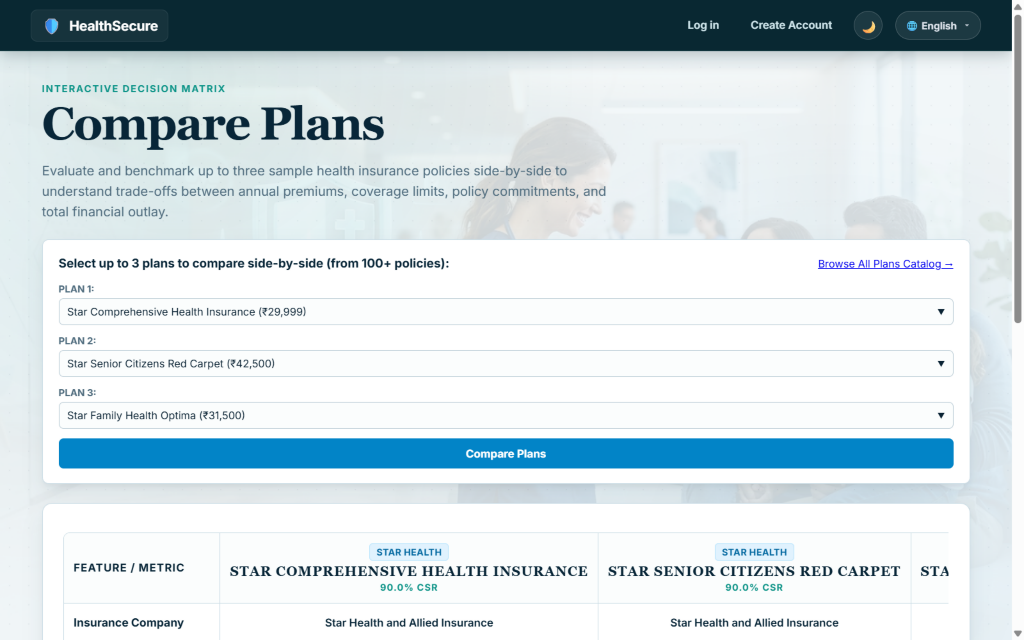 HealthSecure
Log in
Create Account
English
INTERACTIVE DECISION MATRIX
Compare Plans
Evaluate and benchmark up to three sample health insurance policies side-by-side to
understand trade-offs between annual premiums, coverage limits, policy commitments, and
total financial outlay.
Select up to 3 plans to compare side-by-side (from 100+ policies):
Browse All Plans Catalog →
PLAN 1:
Star Comprehensive Health Insurance (₹29,999)
PLAN 2:
Star Senior Citizens Red Carpet (₹42,500)
PLAN 3:
Star Family Health Optima (₹31,500)
Compare Plans
FEATURE / METRIC
STAR HEALTH
STAR COMPREHENSIVE HEALTH INSURANCE
90.0% CSR
STAR HEALTH
STAR SENIOR CITIZENS RED CARPET
90.0% CSR
STA
Insurance Company
Star Health and Allied Insurance
Star Health and Allied Insurance